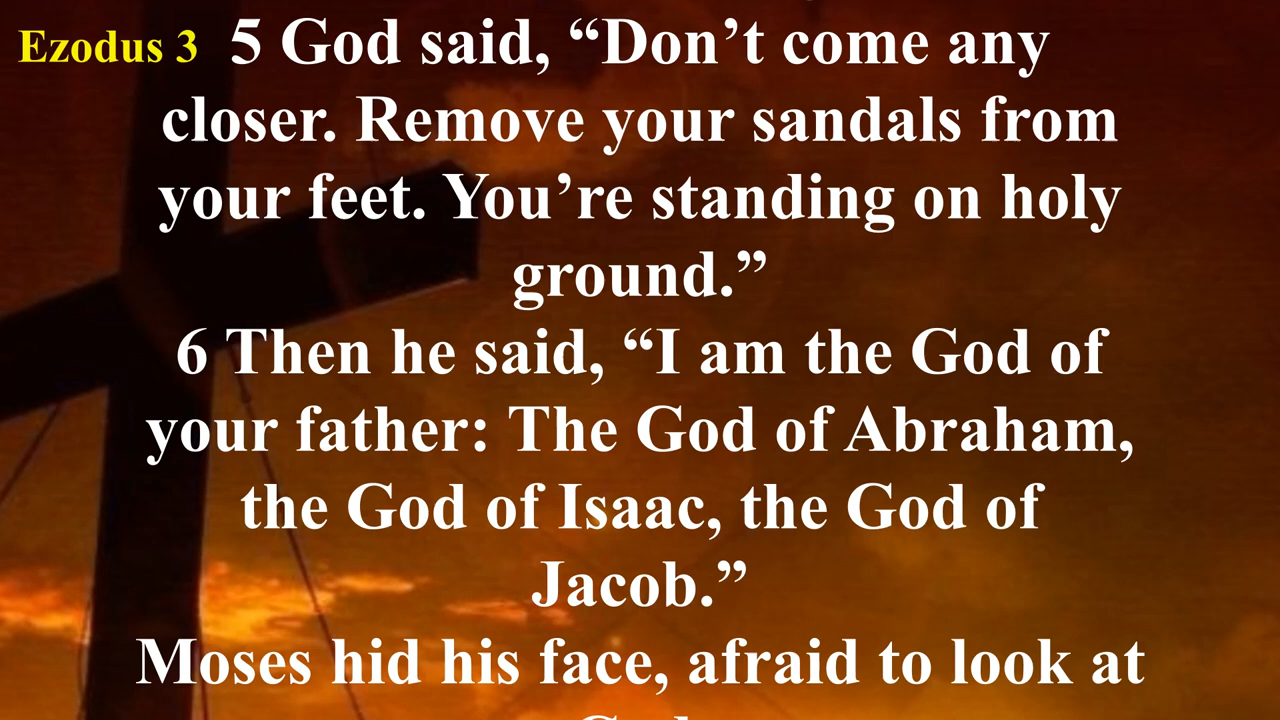 Ezodus 3 5 God said, “Don’t come any
closer. Remove your sandals from
your feet. You’re standing on holy
ground.”
6 Then he said, “I am the God of
your father: The God of Abraham,
the God of Isaac, the God of
Jacob.”
Moses hid his face, afraid to look at